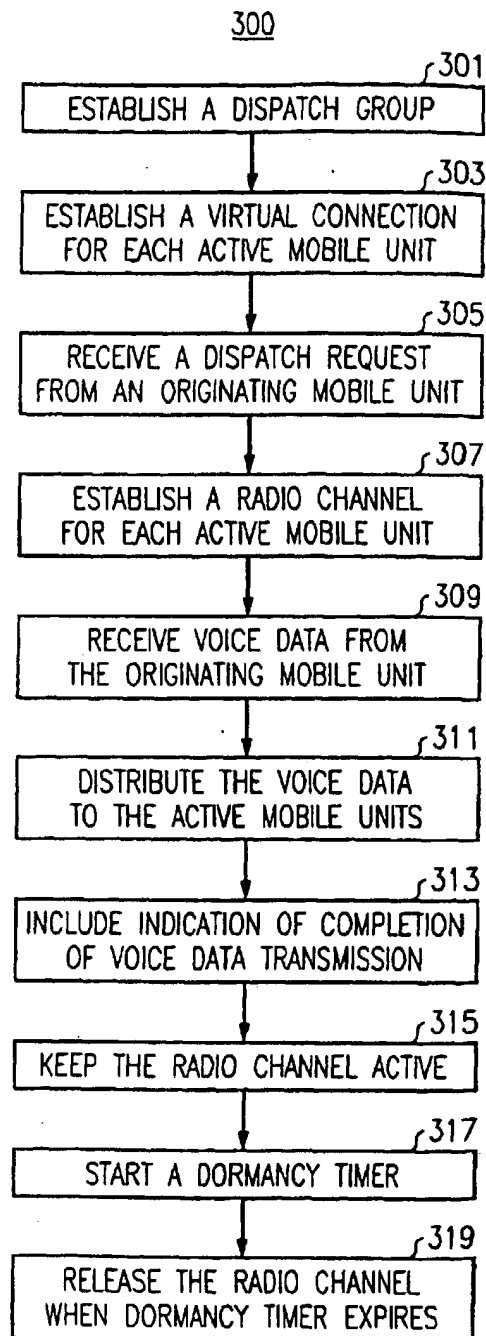 300
301
ESTABLISH A DISPATCH GROUP
303
ESTABLISH A VIRTUAL CONNECTION
FOR EACH ACTIVE MOBILE UNIT
305
RECEIVE A DISPATCH REQUEST
FROM AN ORIGINATING MOBILE UNIT
307
ESTABLISH A RADIO CHANNEL
FOR EACH ACTIVE MOBILE UNIT
309
RECEIVE VOICE DATA FROM
THE ORIGINATING MOBILE UNIT
311
DISTRIBUTE THE VOICE DATA
TO THE ACTIVE MOBILE UNITS
313
INCLUDE INDICATION OF COMPLETION
OF VOICE DATA TRANSMISSION
315
KEEP THE RADIO CHANNEL ACTIVE
317
START A DORMANCY TIMER
319
RELEASE THE RADIO CHANNEL
WHEN DORMANCY TIMER EXPIRES